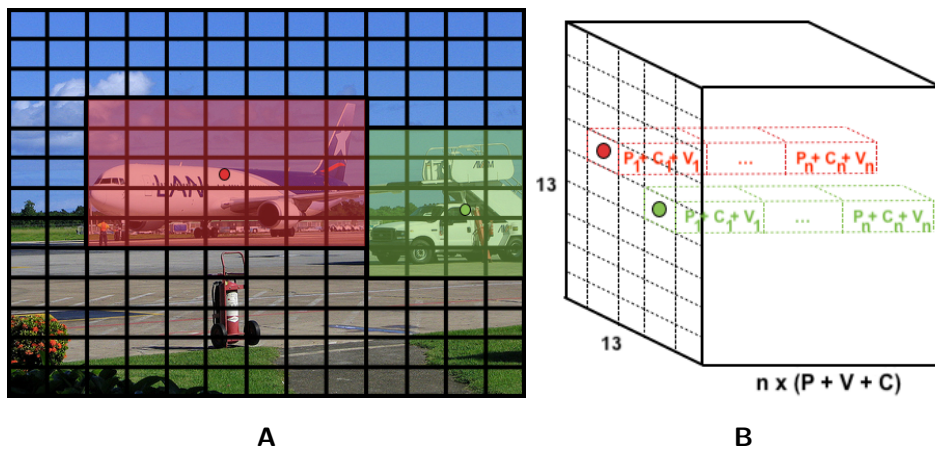 LAN
13
P₁+ C₁+ V₁ ... Pₙ+ Cₙ+ Vₙ
P₁+ C₁+ V₁ ... Pₙ+ Cₙ+ Vₙ
13
n x (P + V + C)
A B